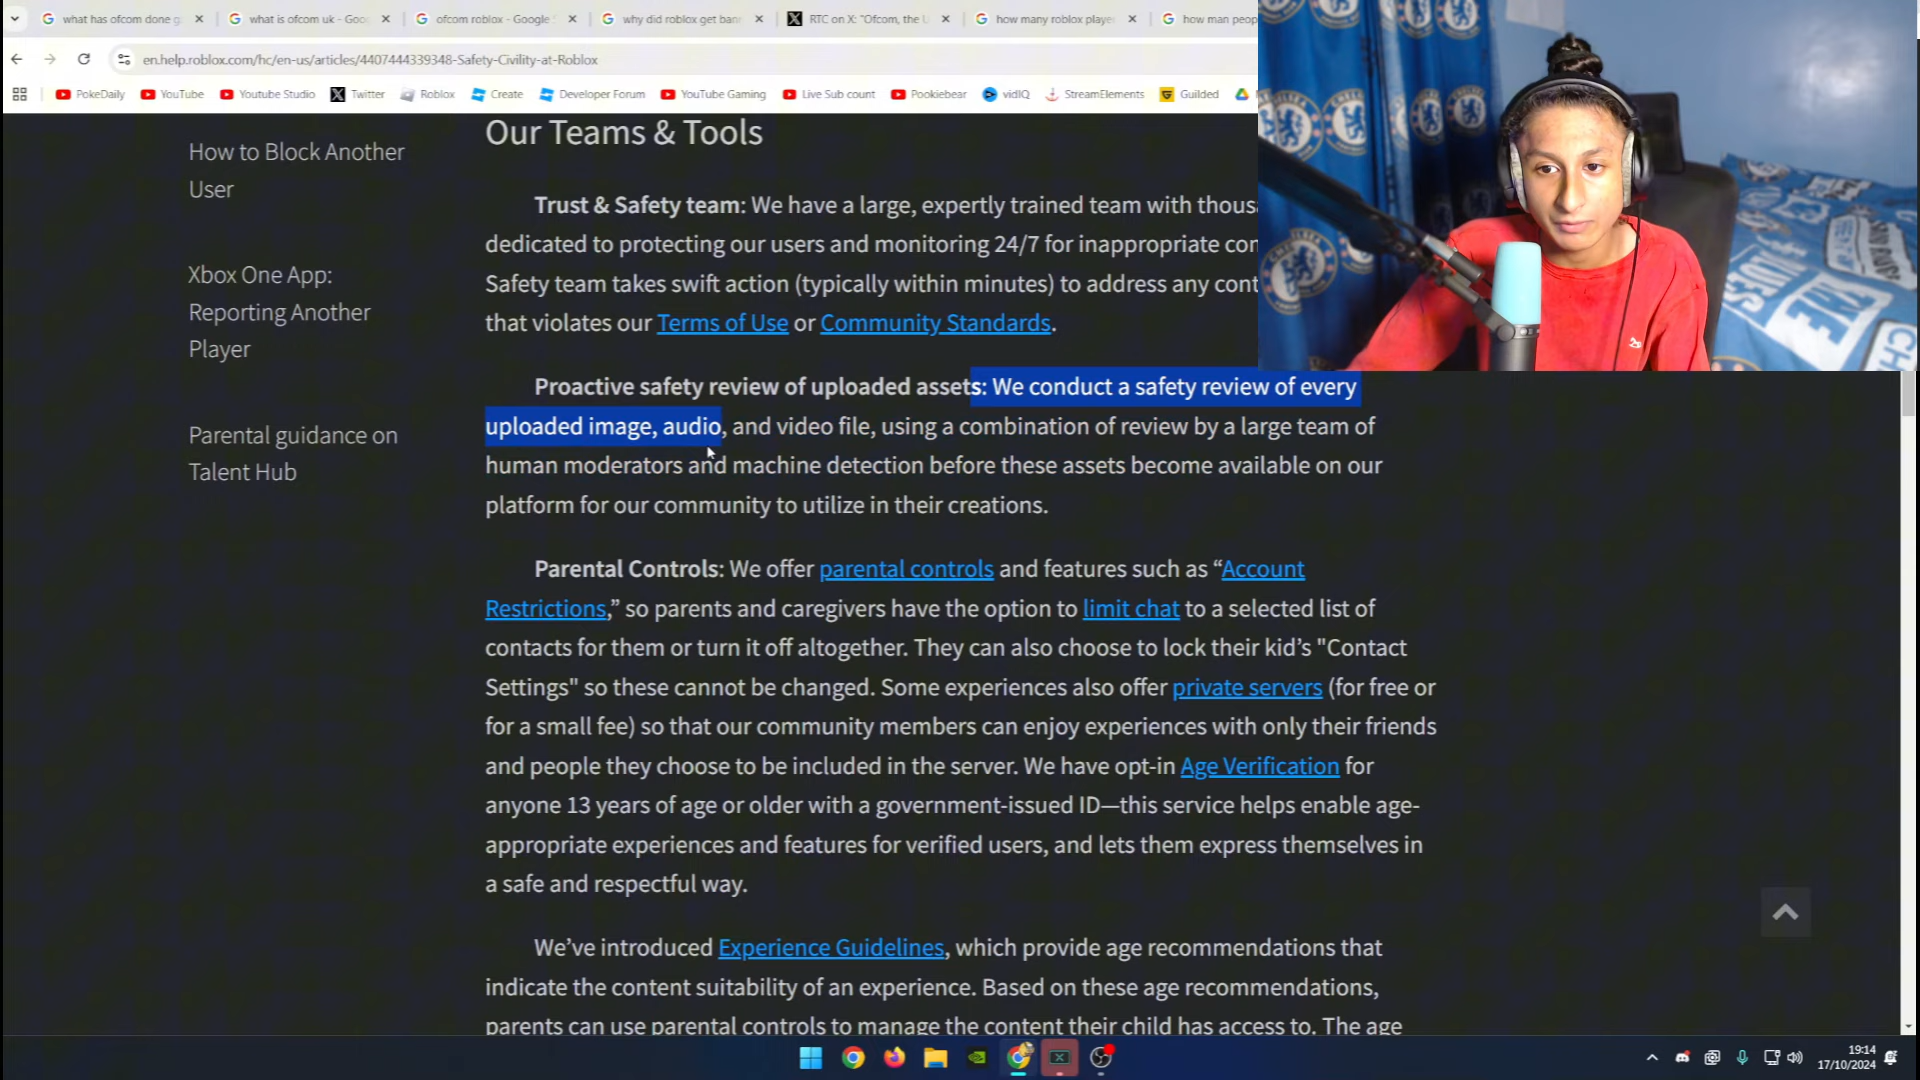 what has ofcom done g
what is ofcom uk - Goo
ofcom roblox - Google
why did roblox get ban
RTC on X: "Ofcom, the U
how many roblox player
how man peop
en.help.roblox.com/hc/en-us/articles/4407444339348-Safety-Civility-at-Roblox
PokeDaily
YouTube
Youtube Studio
Twitter
Roblox
Create
Developer Forum
YouTube Gaming
Live Sub count
Pookiebear
vidIQ
StreamElements
Guilded
How to Block Another
User
Xbox One App:
Reporting Another
Player
Parental guidance on
Talent Hub
Our Teams & Tools
Trust & Safety team: We have a large, expertly trained team with thous
dedicated to protecting our users and monitoring 24/7 for inappropriate con
Safety team takes swift action (typically within minutes) to address any cont
that violates our Terms of Use or Community Standards.
Proactive safety review of uploaded assets: We conduct a safety review of every
uploaded image, audio, and video file, using a combination of review by a large team of
human moderators and machine detection before these assets become available on our
platform for our community to utilize in their creations.
Parental Controls: We offer parental controls and features such as “Account
Restrictions,” so parents and caregivers have the option to limit chat to a selected list of
contacts for them or turn it off altogether. They can also choose to lock their kid’s "Contact
Settings" so these cannot be changed. Some experiences also offer private servers (for free or
for a small fee) so that our community members can enjoy experiences with only their friends
and people they choose to be included in the server. We have opt-in Age Verification for
anyone 13 years of age or older with a government-issued ID—this service helps enable age-
appropriate experiences and features for verified users, and lets them express themselves in
a safe and respectful way.
We’ve introduced Experience Guidelines, which provide age recommendations that
indicate the content suitability of an experience. Based on these age recommendations,
parents can use parental controls to manage the content their child has access to. The age
19:14
17/10/2024